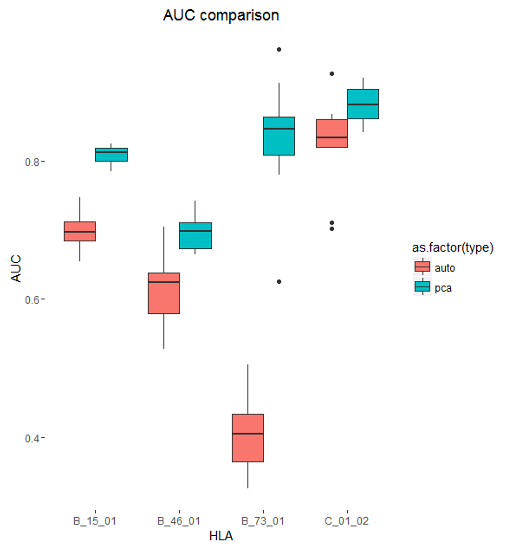 AUC comparison
0.8
0.6
0.4
AUC
B_15_01 B_46_01 B_73_01 C_01_02
HLA
as.factor(type)
auto
pca